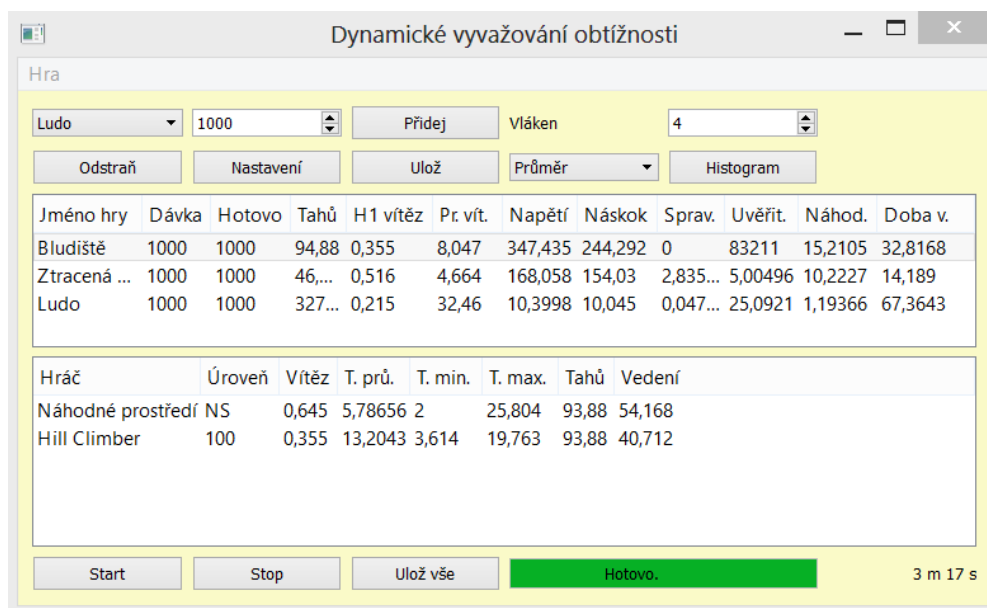 Dynamické vyvažování obtížnosti
Hra
Ludo 1000 Přidej Vláken 4
Odstraň Nastavení Ulož Průměr Histogram
Jméno hry Dávka Hotovo Tahů H1 vítěz Pr. vít. Napětí Náskok Sprav. Uvěřit. Náhod. Doba v.
Bludiště 1000 1000 94,88 0,355 8,047 347,435 244,292 0 83211 15,2105 32,8168
Ztracená ... 1000 1000 46,... 0,516 4,664 168,058 154,03 2,835... 5,00496 10,2227 14,189
Ludo 1000 1000 327... 0,215 32,46 10,3998 10,045 0,047... 25,0921 1,19366 67,3643
Hráč Úroveň Vítěz T. prů. T. min. T. max. Tahů Vedení
Náhodné prostředí NS 0,645 5,78656 2 25,804 93,88 54,168
Hill Climber 100 0,355 13,2043 3,614 19,763 93,88 40,712
Start Stop Ulož vše Hotovo. 3 m 17 s